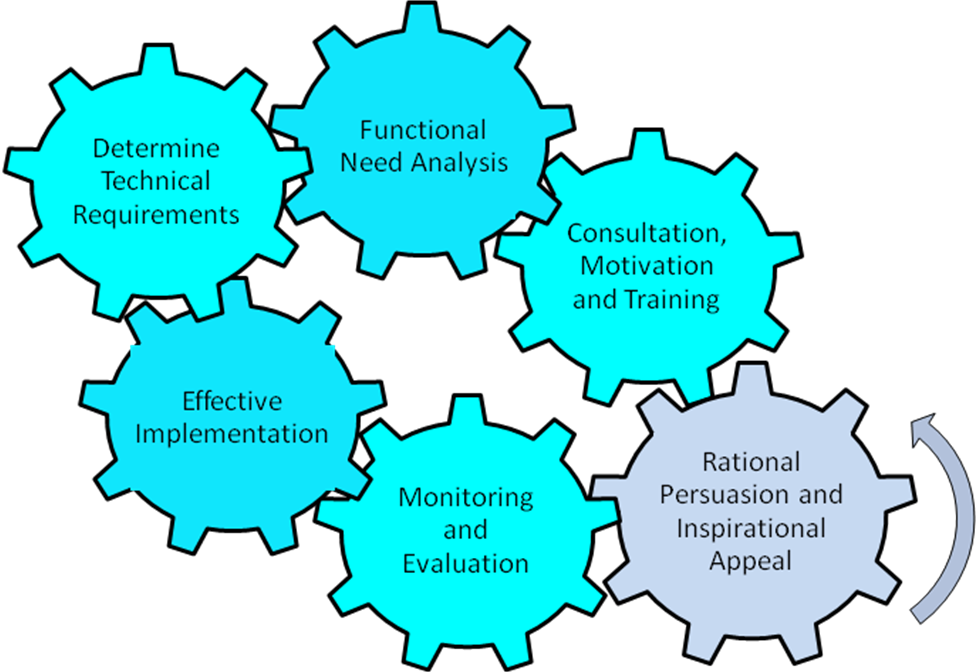 Determine
Technical
Requirements
Functional
Need Analysis
Consultation,
Motivation
and Training
Effective
Implementation
Monitoring
and
Evaluation
Rational
Persuasion and
Inspirational
Appeal